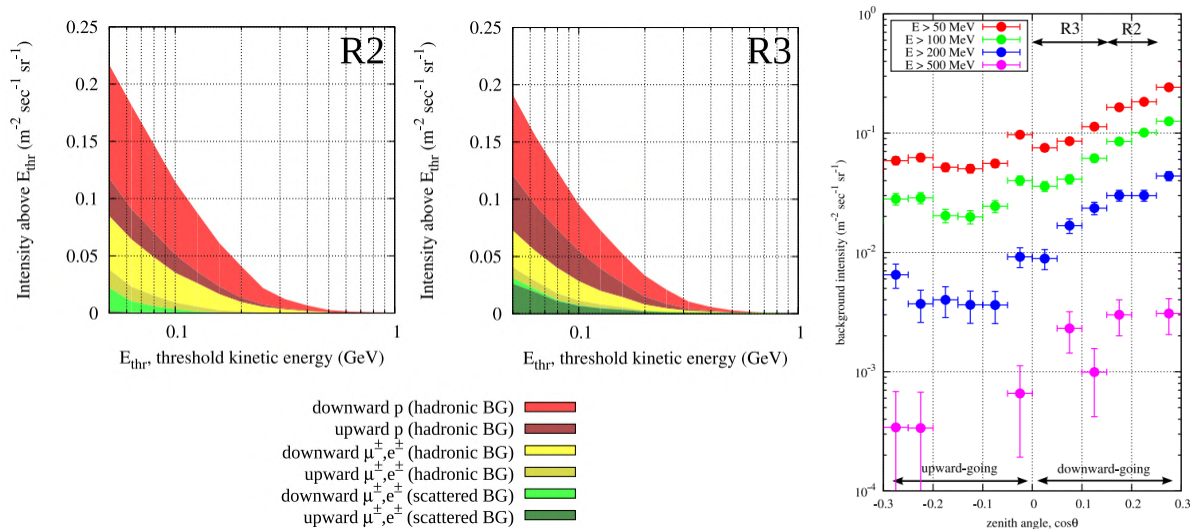 R2
0.25
0.2
0.15
0.1
0.05
0
0.1
1
Intensity above E_thr (m⁻² sec⁻¹ sr⁻¹)
E_thr, threshold kinetic energy (GeV)
R3
0.25
0.2
0.15
0.1
0.05
0
0.1
1
Intensity above E_thr (m⁻² sec⁻¹ sr⁻¹)
E_thr, threshold kinetic energy (GeV)
downward p (hadronic BG)
upward p (hadronic BG)
downward μ^±,e^± (hadronic BG)
upward μ^±,e^± (hadronic BG)
downward μ^±,e^± (scattered BG)
upward μ^±,e^± (scattered BG)
E > 50 MeV
E > 100 MeV
E > 200 MeV
E > 500 MeV
R3
R2
10⁰
10⁻¹
10⁻²
10⁻³
10⁻⁴
background intensity (m⁻² sec⁻¹ sr⁻¹)
upward-going
downward-going
-0.3
-0.2
-0.1
0
0.1
0.2
0.3
zenith angle, cosθ